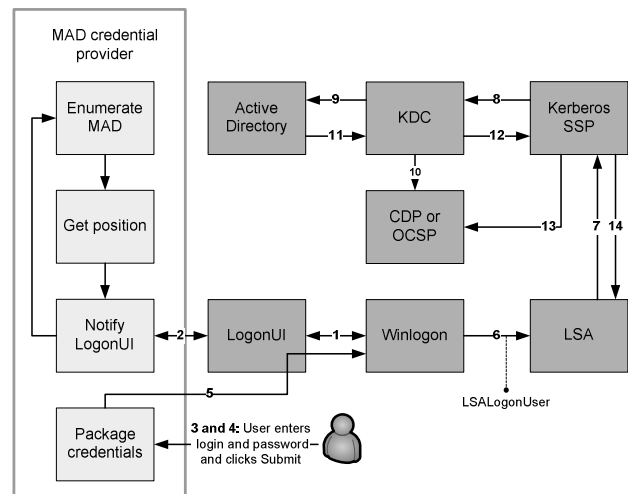 MAD credential
provider
Enumerate
MAD
Get position
Notify
LogonUI
Package
credentials
Active
Directory
KDC
Kerberos
SSP
CDP or
OCSP
LogonUI
Winlogon
LSA
9
11
8
12
10
13
7
14
2
1
6
5
LSALogonUser
3 and 4: User enters
login and password
and clicks Submit